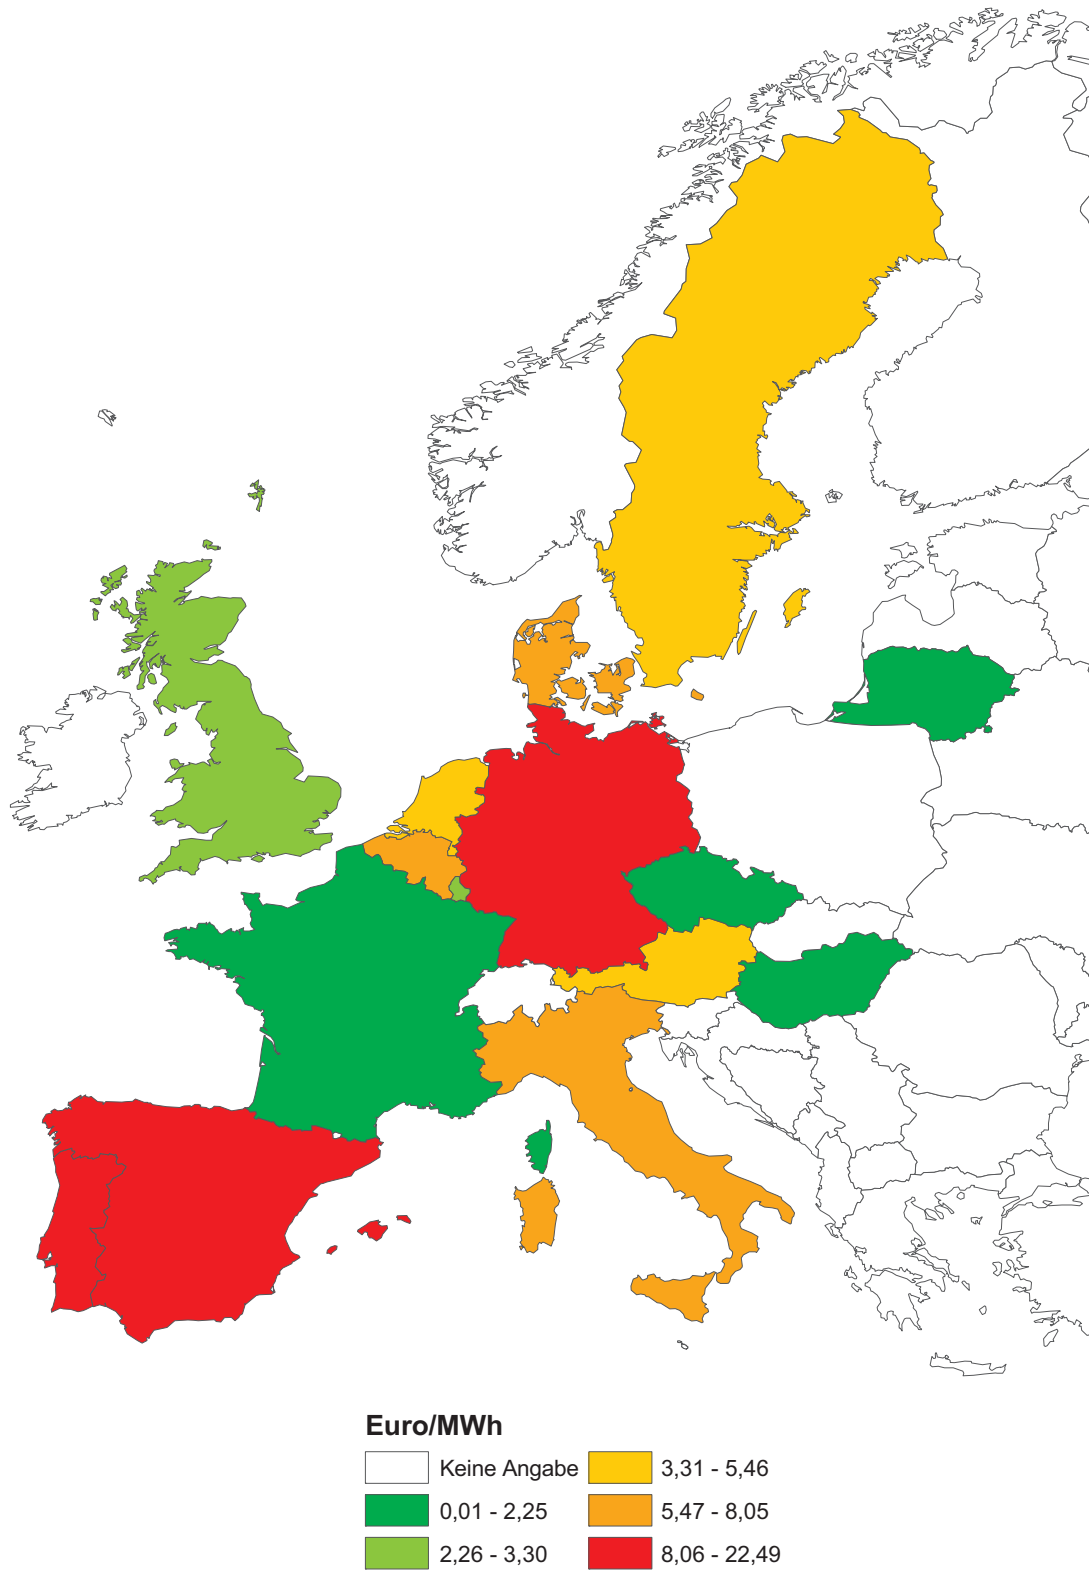 Euro/MWh
Keine Angabe
0,01 - 2,25
2,26 - 3,30
3,31 - 5,46
5,47 - 8,05
8,06 - 22,49